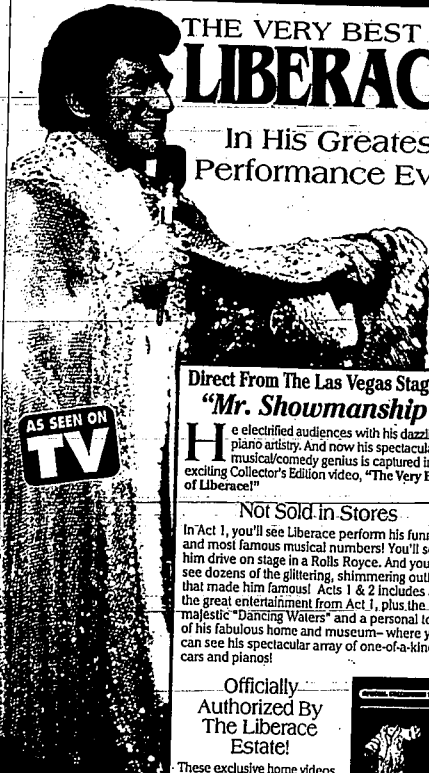 THE VERY BEST
LIBERAC
In His Greates
Performance Ev
Direct From The Las Vegas Stag
"Mr. Showmanship
He electrified audiences with his dazzli
piano artistry. And now his spectacula
musical/comedy genius is captured i
exciting Collector's Edition video, "The Very B
of Liberace!"
AS SEEN ON
TV
Not Sold in Stores
In Act 1, you'll see Liberace perform his funn
and most famous musical numbers! You'll s
him drive on stage in a Rolls Royce. And you
see dozens of the glittering, shimmering outf
that made him famous! Acts 1 & 2 includes
the great entertainment from Act 1, plus the
majestic "Dancing Waters" and a personal to
of his fabulous home and museum– where y
can see his spectacular array of one-of-a-kin
cars and pianos!
Officially
Authorized By
The Liberace
Estate!
These exclusive home videos